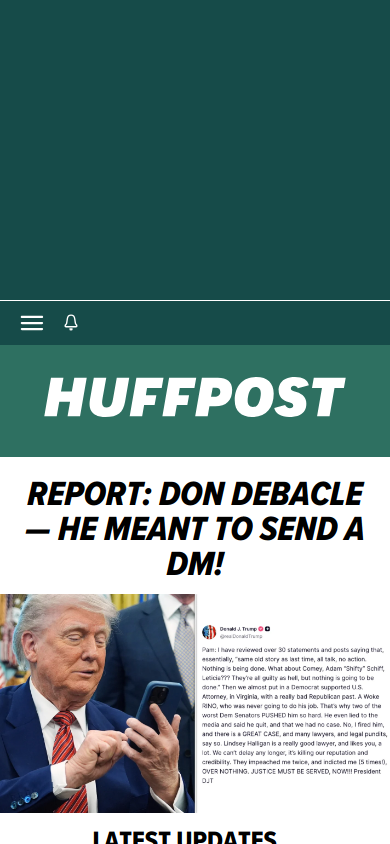 HUFFPOST
REPORT: DON DEBACLE
— HE MEANT TO SEND A
DM!
Donald J. Trump
@realDonaldTrump
Pam: I have reviewed over 30 statements and posts saying that,
essentially, "same old story as last time, all talk, no action.
Nothing is being done. What about Comey, Adam "Shifty" Schiff,
Leticia??? They're all guilty as hell, but nothing is going to be
done." Then we almost put in a Democrat supported U.S.
Attorney, in Virginia, with a really bad Republican past. A Woke
RINO, who was never going to do his job. That's why two of the
worst Dem Senators PUSHED him so hard. He even lied to the
media and said he quit, and that we had no case. No, I fired him,
and there is a GREAT CASE, and many lawyers, and legal pundits,
say so. Lindsey Halligan is a really good lawyer, and likes you, a
lot. We can't delay any longer, it's killing our reputation and
credibility. They impeached me twice, and indicted me (5 times!),
OVER NOTHING. JUSTICE MUST BE SERVED, NOW!!! President
DJT
LATEST UPDATES